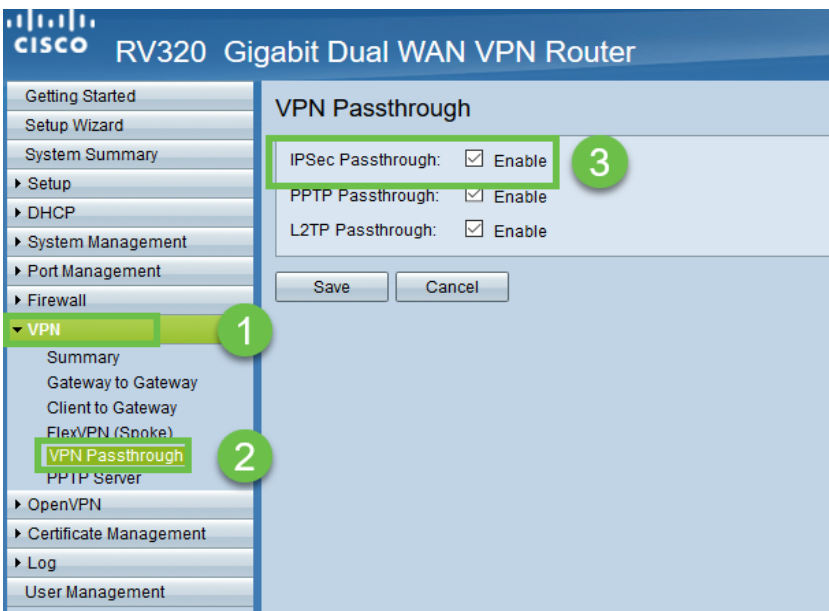 CISCO
RV320 Gigabit Dual WAN VPN Router
Getting Started
Setup Wizard
System Summary
Setup
DHCP
System Management
Port Management
Firewall
VPN
1
Summary
Gateway to Gateway
Client to Gateway
FlexVPN (Spoke)
VPN Passthrough
2
PPTP Server
OpenVPN
Certificate Management
Log
User Management
VPN Passthrough
IPSec Passthrough: Enable
3
PPTP Passthrough: Enable
L2TP Passthrough: Enable
Save Cancel